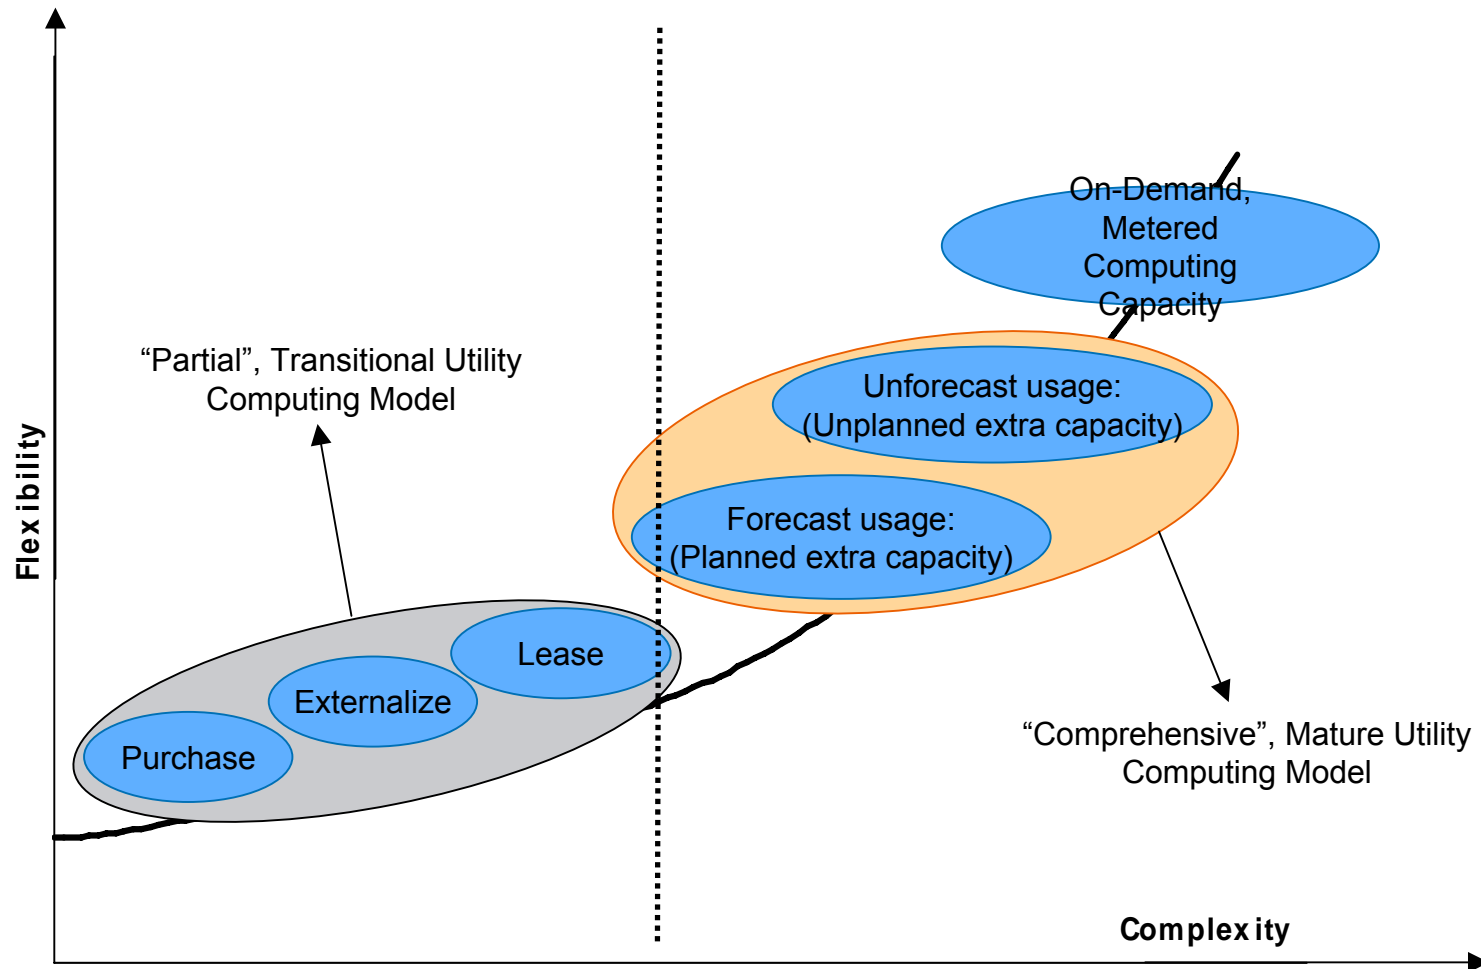 On-Demand,
Metered
Computing
Capacity
“Partial”, Transitional Utility
Computing Model
Unforecast usage:
(Unplanned extra capacity)
Flexibility
Forecast usage:
(Planned extra capacity)
Lease
Externalize
Purchase
“Comprehensive”, Mature Utility
Computing Model
Complexity